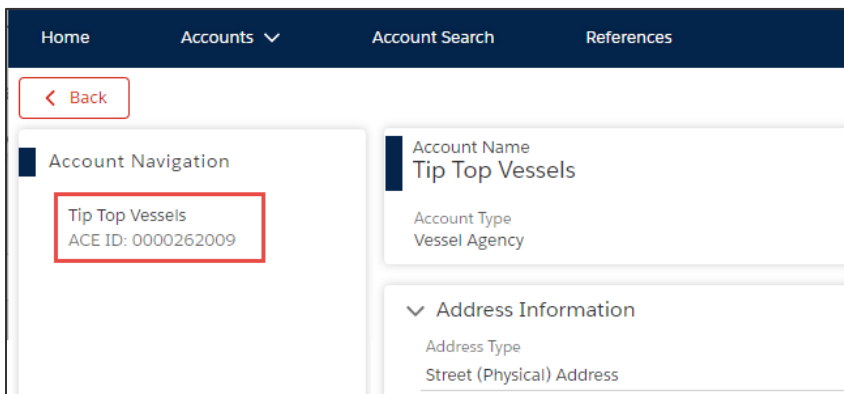 Home Accounts Account Search References
Back
Account Navigation
Tip Top Vessels
ACE ID: 0000262009
Account Name
Tip Top Vessels
Account Type
Vessel Agency
Address Information
Address Type
Street (Physical) Address